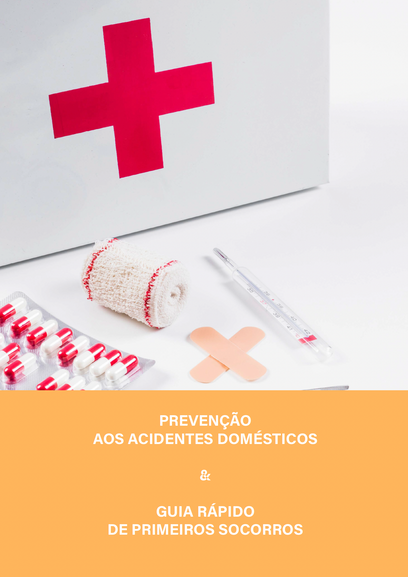 PREVENÇÃO
AOS ACIDENTES DOMÉSTICOS
&
GUIA RÁPIDO
DE PRIMEIROS SOCORROS